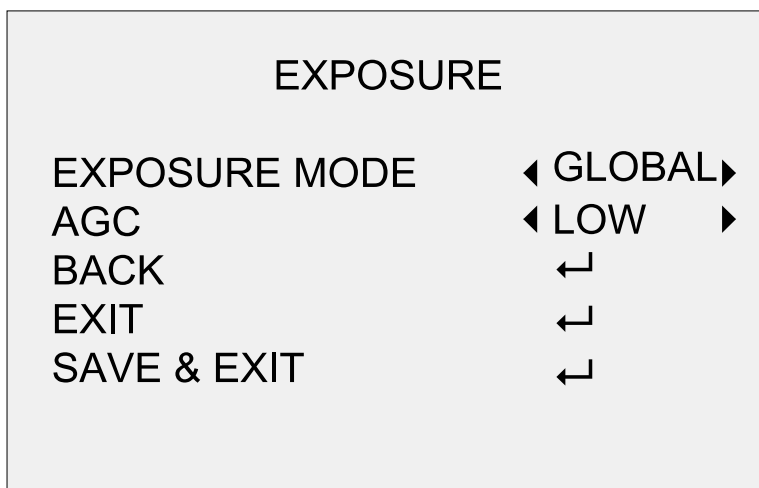 EXPOSURE
EXPOSURE MODE GLOBAL
AGC LOW
BACK
EXIT
SAVE & EXIT